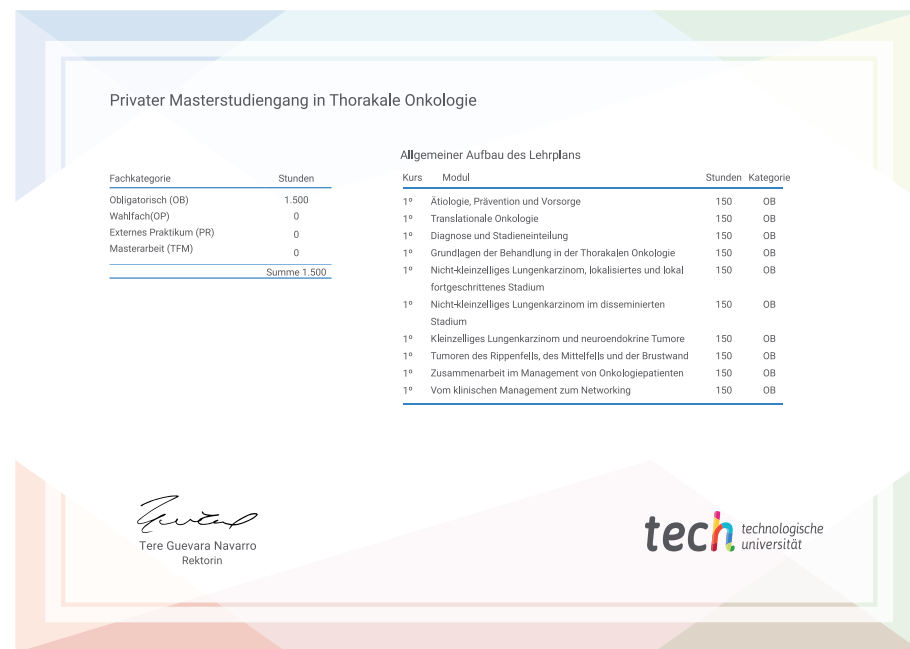 Privater Masterstudiengang in Thorakale Onkologie
Fachkategorie Stunden
Obligatorisch (OB) 1.500
Wahlfach(OP) 0
Externes Praktikum (PR) 0
Masterarbeit (TFM) 0
Summe 1.500
Allgemeiner Aufbau des Lehrplans
Kurs Modul Stunden Kategorie
1º Ätiologie, Prävention und Vorsorge 150 OB
1º Translationale Onkologie 150 OB
1º Diagnose und Stadieneinteilung 150 OB
1º Grundlagen der Behandlung in der Thorakalen Onkologie 150 OB
1º Nicht-kleinzelliges Lungenkarzinom, lokalisiertes und lokal 150 OB
fortgeschrittenes Stadium
1º Nicht-kleinzelliges Lungenkarzinom im disseminierten 150 OB
Stadium
1º Kleinzelliges Lungenkarzinom und neuroendokrine Tumore 150 OB
1º Tumoren des Rippenfells, des Mittelfells und der Brustwand 150 OB
1º Zusammenarbeit im Management von Onkologiepatienten 150 OB
1º Vom klinischen Management zum Networking 150 OB
Tere Guevara Navarro
Rektorin
tech technologische
universität